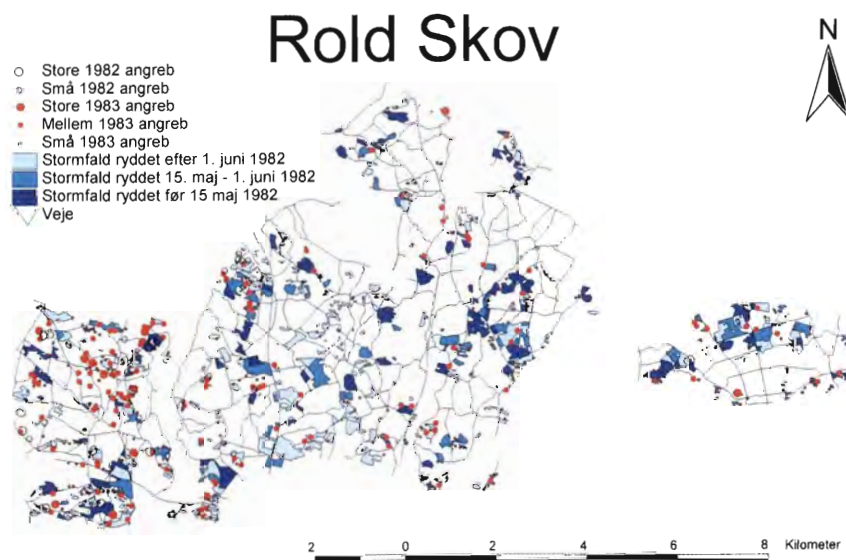 Rold Skov
N
Store 1982 angreb
Små 1982 angreb
Store 1983 angreb
Mellem 1983 angreb
Små 1983 angreb
Stormfald ryddet efter 1. juni 1982
Stormfald ryddet 15. maj - 1. juni 1982
Stormfald ryddet før 15 maj 1982
Veje
2 0 2 4 6 8 Kilometer